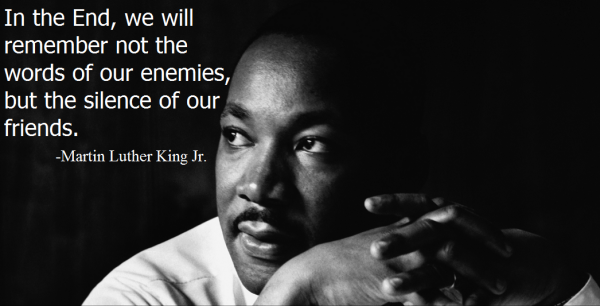 In the End, we will
remember not the
words of our enemies,
but the silence of our
friends.
-Martin Luther King Jr.